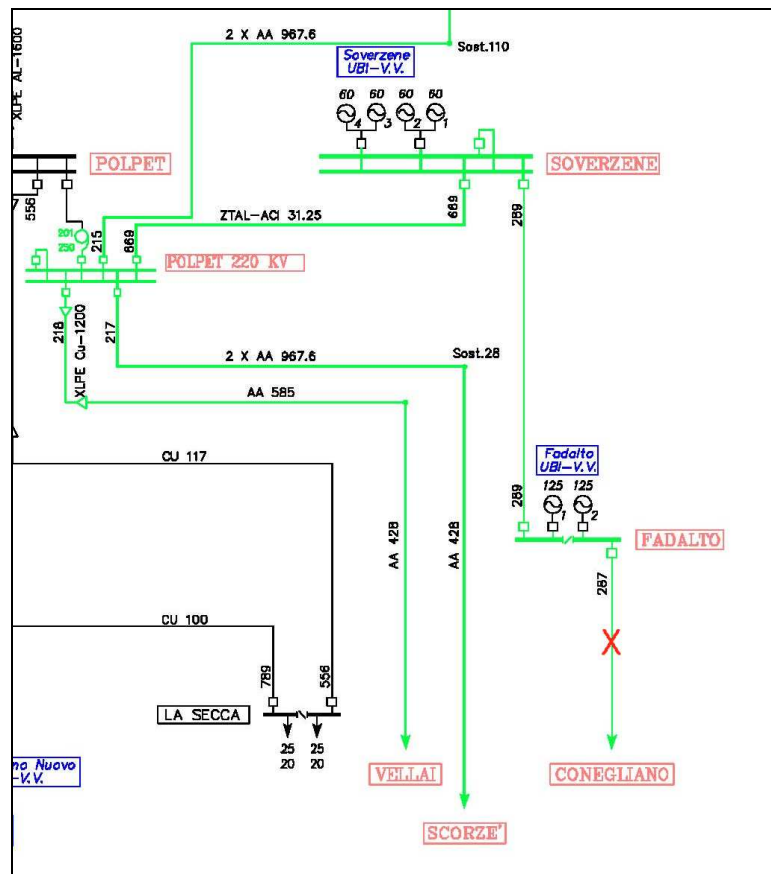 XLPE AL-1600
2 X AA 967.6
Sost.110
Soverzene
UBI-V.V.
60 60 60 60
4 3 2 1
POLPET
SOVERZENE
556
669
289
ZTAL-ACI 31.25
201
250
215
669
POLPET 220 KV
218
XLPE Cu-1200
217
2 X AA 967.6
Sost.28
AA 585
CU 117
Fadalto
UBI-V.V.
289
125 125
1 2
FADALTO
AA 428
AA 428
287
CU 100
X
789
556
LA SECCA
25 25
20 20
no Nuovo
-V.V.
VELLAI
CONEGLIANO
SCORZE'